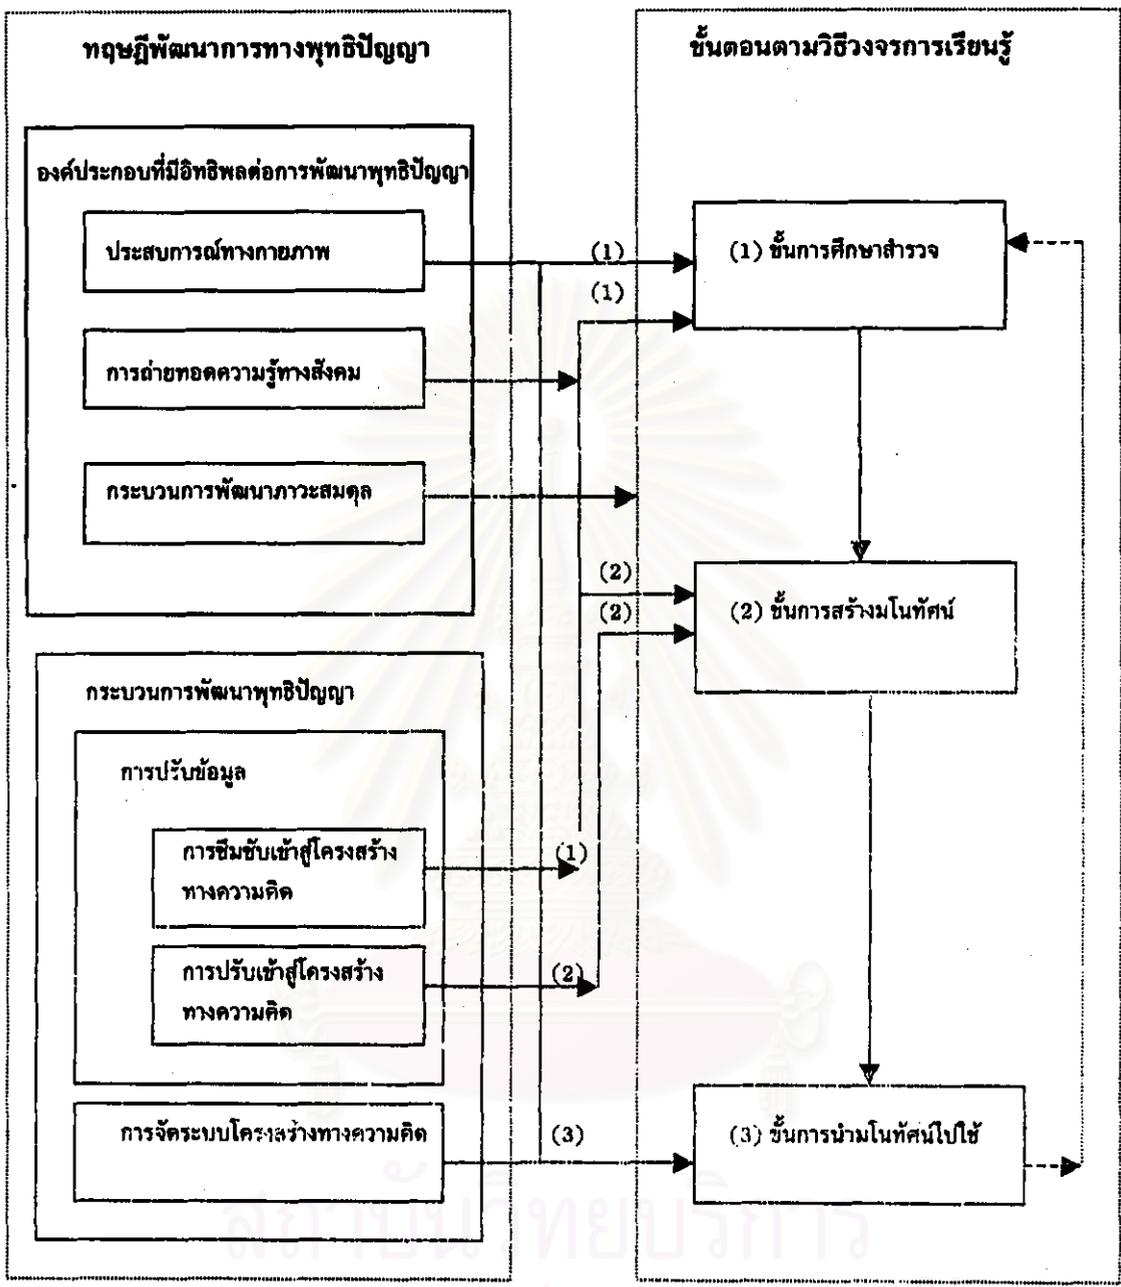 ทฤษฎีพัฒนาการทางพุทธิปัญญา
องค์ประกอบที่มีอิทธิพลต่อการพัฒนาพุทธิปัญญา
ประสบการณ์ทางกายภาพ
การถ่ายทอดความรู้ทางสังคม
กระบวนการพัฒนาภาวะสมดุล
กระบวนการพัฒนาพุทธิปัญญา
การปรับข้อมูล
การซึมซับเข้าสู่โครงสร้าง
ทางความคิด
การปรับเข้าสู่โครงสร้าง
ทางความคิด
การจัดระบบโครงสร้างทางความคิด
(1)
(1)
(2)
(2)
(1)
(2)
(3)
ขั้นตอนตามวิธีวงจรการเรียนรู้
(1) ขั้นการศึกษาสำรวจ
(2) ขั้นการสร้างมโนทัศน์
(3) ขั้นการนำมโนทัศน์ไปใช้
สถาบันวิทยบริการ